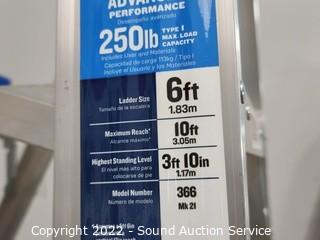 ADVANCED
PERFORMANCE
Desempeño avanzado
250lb TYPE I
MAX. LOAD
CAPACITY
Includes User and Materials
Capacidad de carga 113kg / Tipo I
Incluye el Usuario y los Materiales
Ladder Size
Tamaño de la escalera
6ft
1.83m
Maximum Reach*
Alcance máximo*
10ft
3.05m
Highest Standing Level
El nivel más alto para
colocarse de pie
3ft 10in
1.17m
Model Number
Número de modelo
366
Mk 21
Copyright 2022 - Sound Auction Service